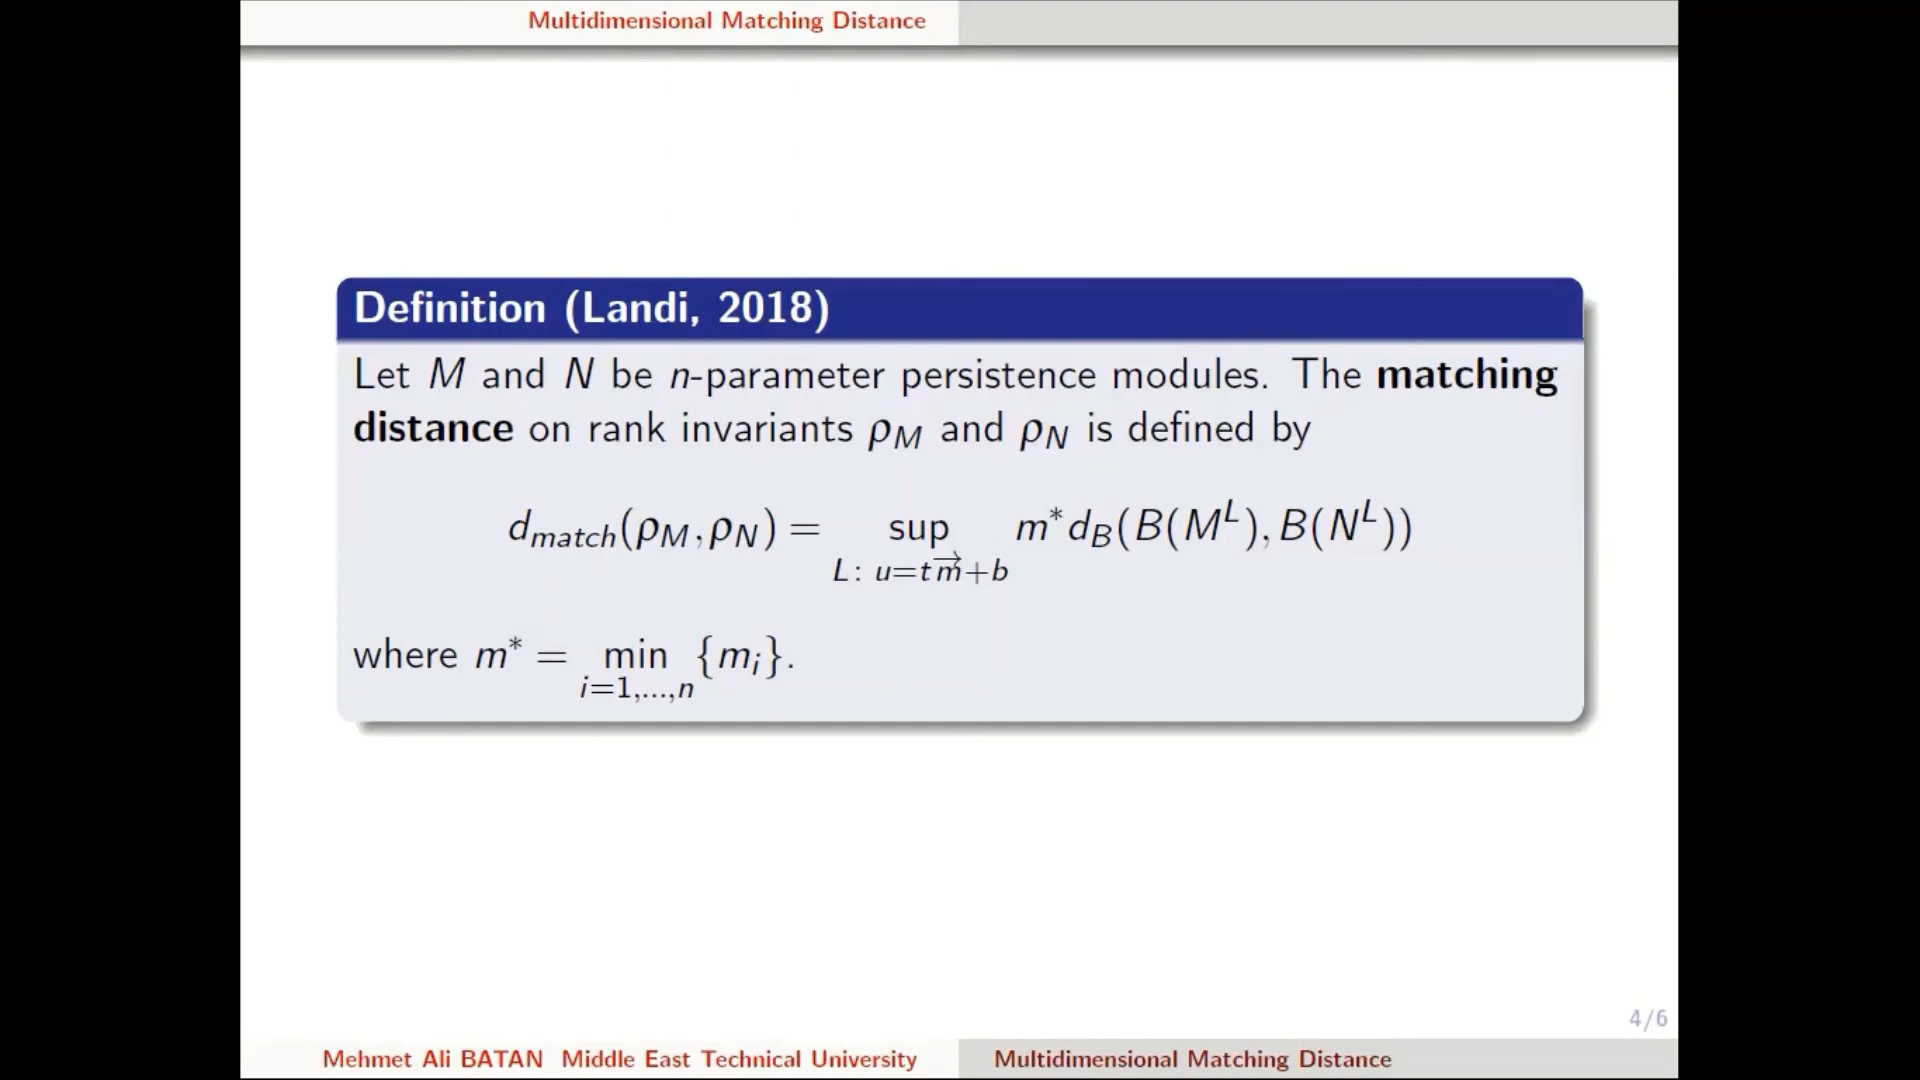 Multidimensional Matching Distance
Definition (Landi, 2018)
Let M and N be n-parameter persistence modules. The matching
distance on rank invariants ρ_M and ρ_N is defined by
d_match(ρ_M, ρ_N) = sup_{L: u=t\vec{m}+b} m* d_B(B(M^L), B(N^L))
where m* = min_{i=1,...,n} {m_i}.
4/6
Mehmet Ali BATAN Middle East Technical University
Multidimensional Matching Distance